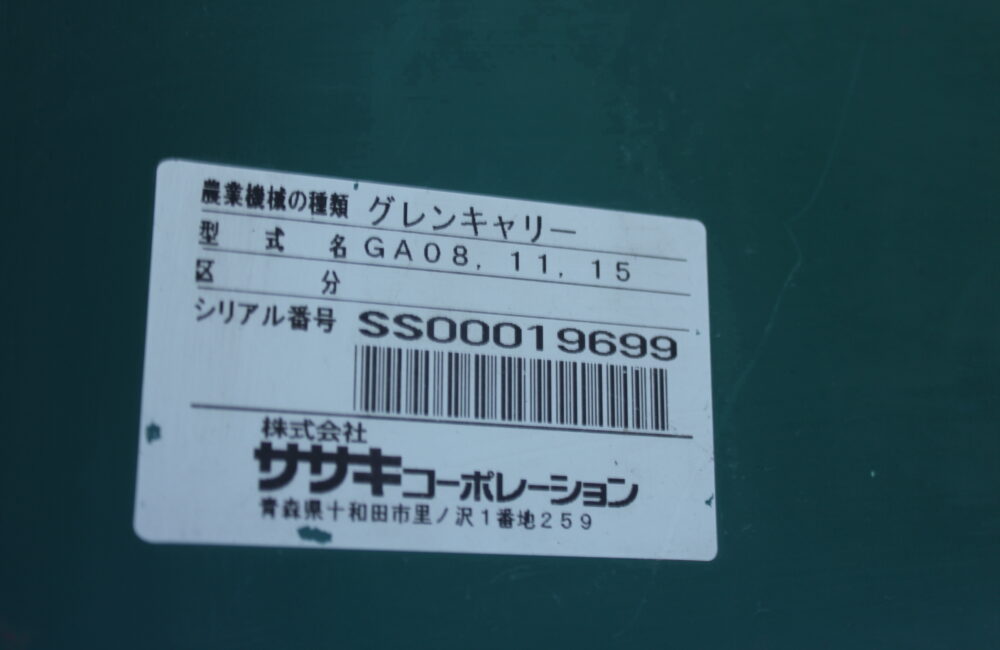 農業機械の種類 グレンキャリー
型式名 GA08, 11, 15
区分
シリアル番号 SS00019699
株式会社
ササキコーポレーション
青森県十和田市里ノ沢1番地259